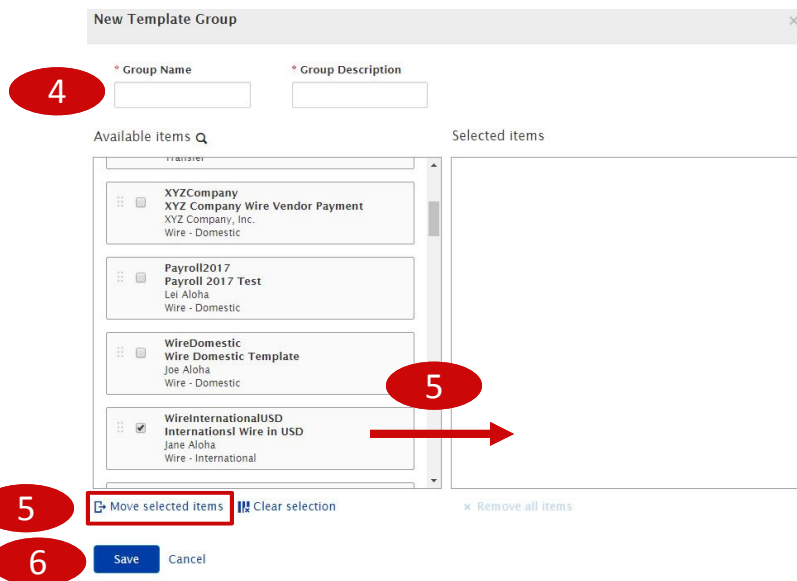 New Template Group
×
* Group Name
* Group Description
4
Available items
Selected items
Transfer
XYZCompany
XYZ Company Wire Vendor Payment
XYZ Company, Inc.
Wire - Domestic
Payroll2017
Payroll 2017 Test
Lei Aloha
Wire - Domestic
WireDomestic
Wire Domestic Template
Joe Aloha
Wire - Domestic
5
WireInternationalUSD
Internationsl Wire in USD
Jane Aloha
Wire - International
5
Move selected items
Clear selection
× Remove all items
6
Save
Cancel